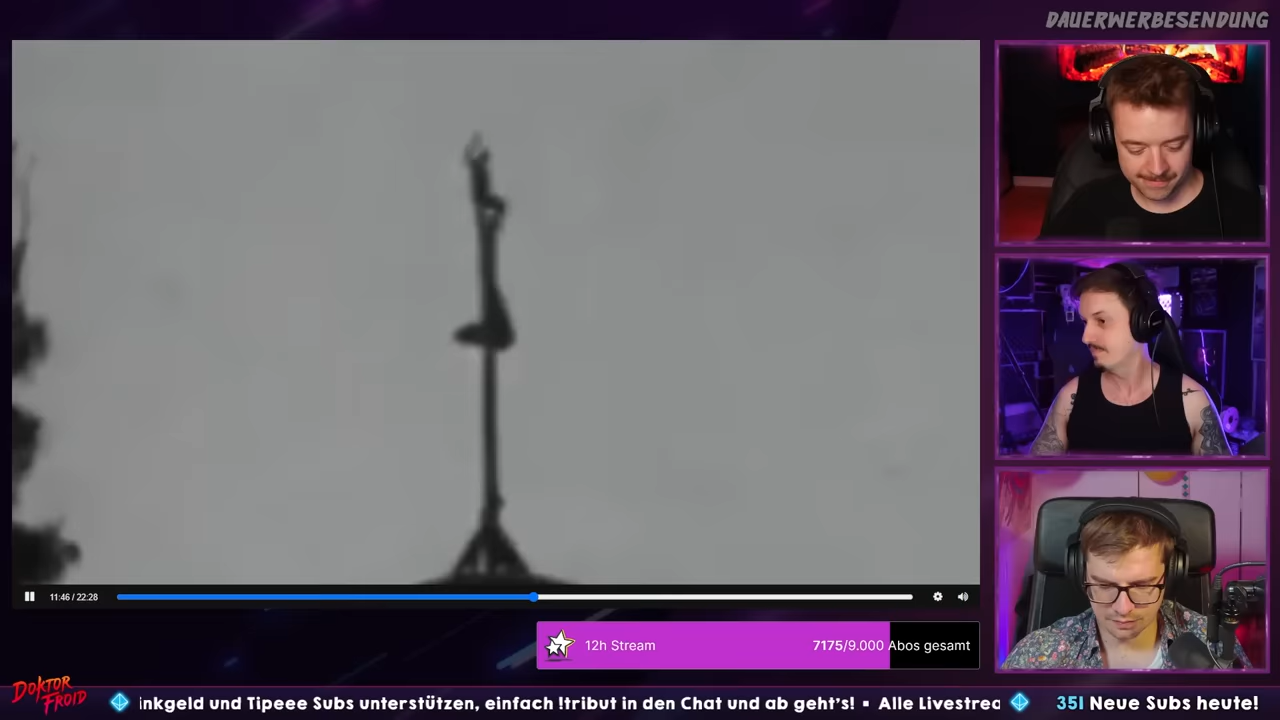 DAUERWERBESENDUNG
11:46 / 22:28
12h Stream
7175/9.000 Abos gesamt
DOKTOR
FROID
inkgeld und Tipeee Subs unterstützen, einfach !tribut in den Chat und ab geht's! ▪ Alle Livestrea
351 Neue Subs heute!